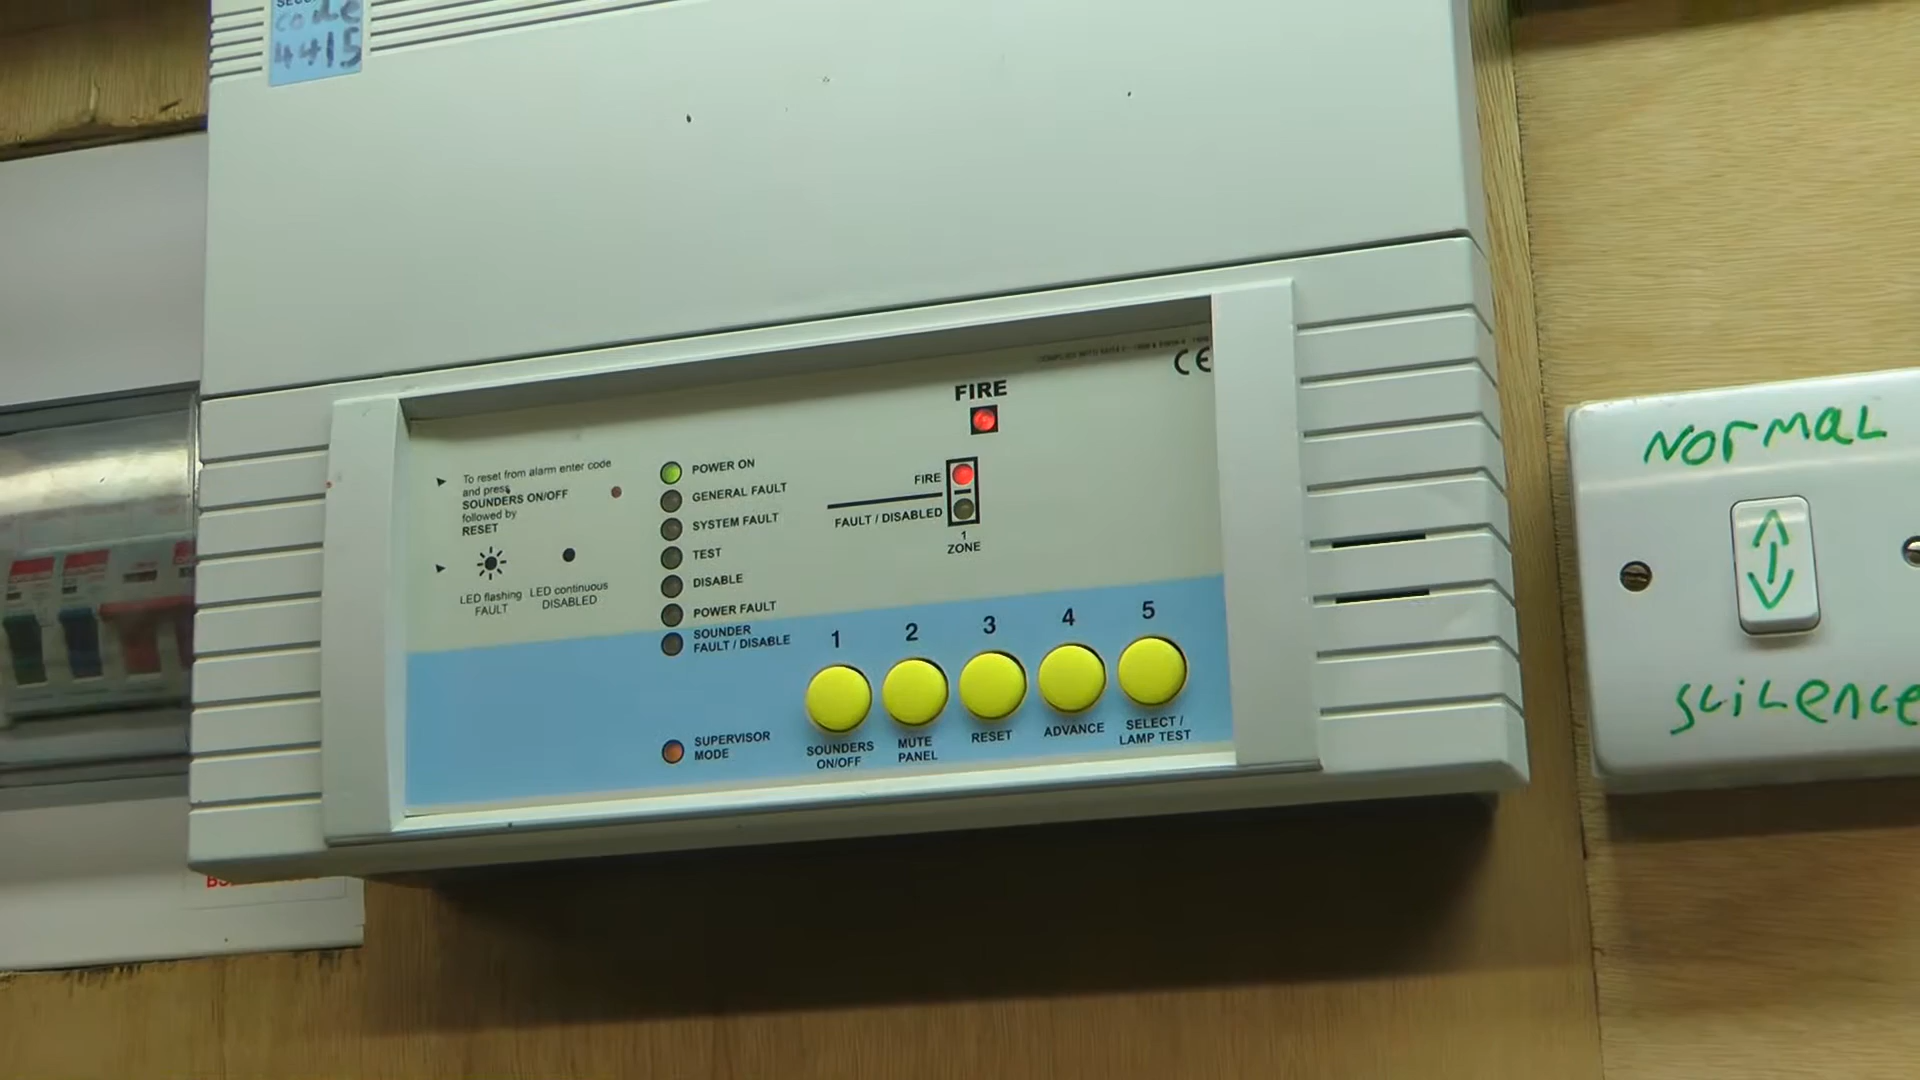 code
4415
CE
FIRE
To reset from alarm enter code
and press
SOUNDERS ON/OFF
followed by
RESET
LED flashing
FAULT
LED continuous
DISABLED
POWER ON
GENERAL FAULT
SYSTEM FAULT
TEST
DISABLE
POWER FAULT
SOUNDER
FAULT / DISABLE
SUPERVISOR
MODE
FIRE
FAULT / DISABLED
1
ZONE
1 2 3 4 5
SOUNDERS
ON/OFF
MUTE
PANEL
RESET
ADVANCE
SELECT /
LAMP TEST
NORMAL
SCILENCE